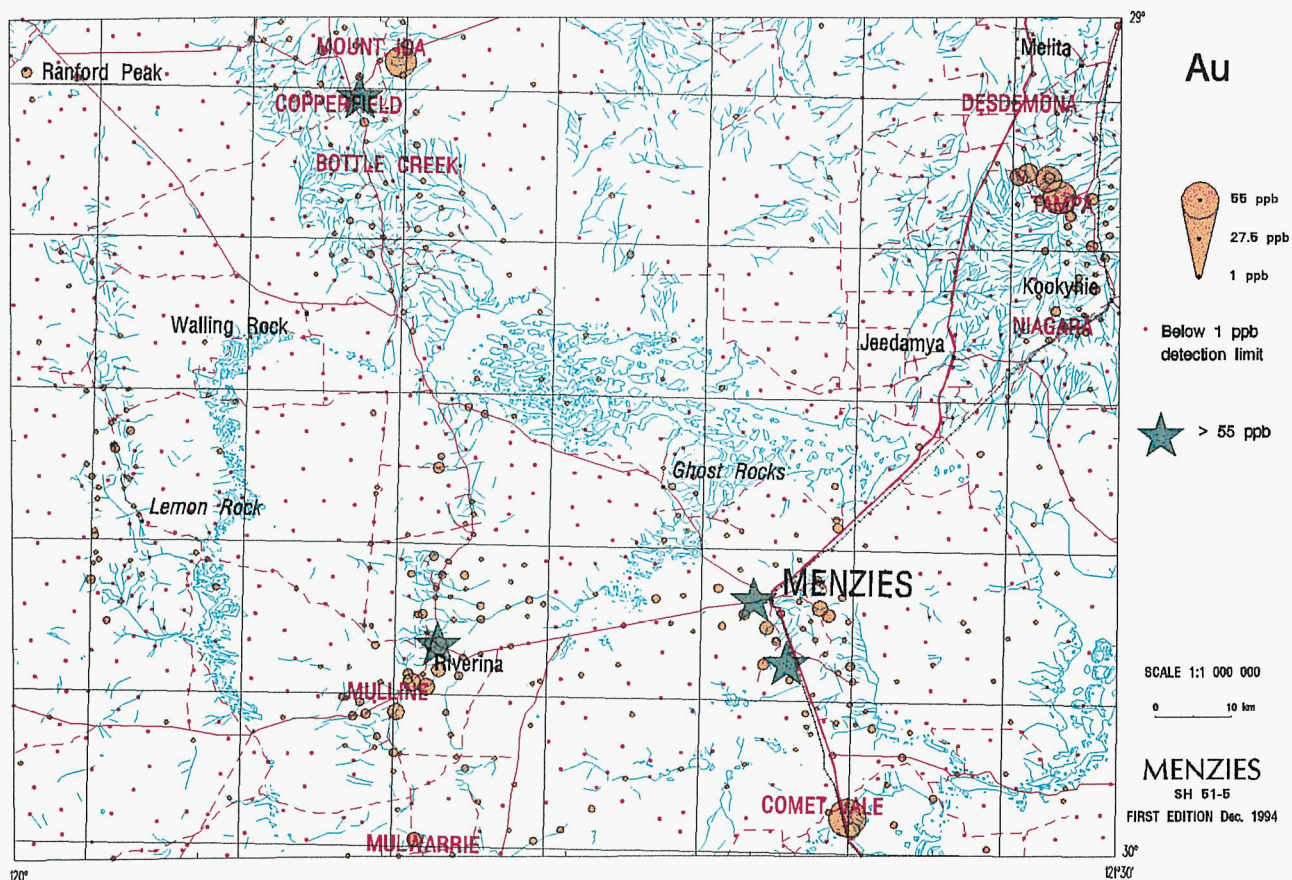 29°
MOUNT IDA
Melita
Au
Ranford Peak
COPPERFIELD
DESDEMONA
BOTTLE CREEK
TAMPA
55 ppb
27.5 ppb
1 ppb
Kookynie
Walling Rock
NIAGARA
Jeedamya
Below 1 ppb
detection limit
> 55 ppb
Ghost Rocks
Lemon Rock
MENZIES
Riverina
MULLINE
SCALE 1:1 000 000
0 10 km
MENZIES
SH 51-5
FIRST EDITION Dec. 1994
COMET VALE
MULWARRIE
30°
120°
121°30'